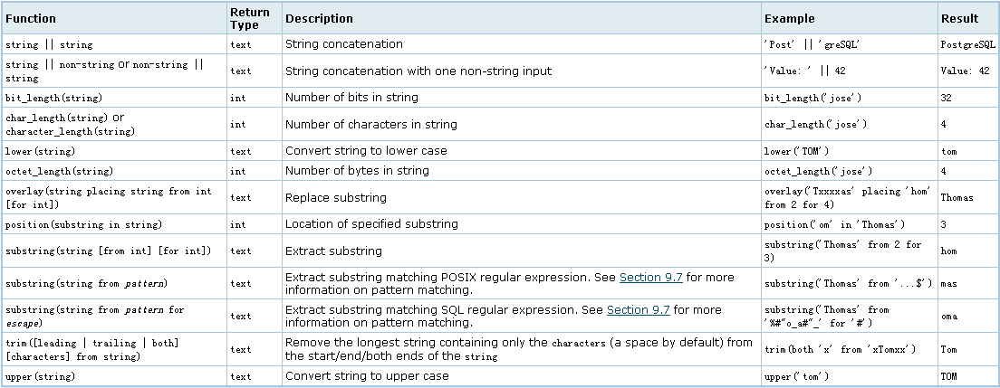 Function Return Type Description Example Result
string || string text String concatenation 'Post' || 'greSQL' PostgreSQL
string || non-string or non-string || string text String concatenation with one non-string input 'Value: ' || 42 Value: 42
bit_length(string) int Number of bits in string bit_length('jose') 32
char_length(string) or character_length(string) int Number of characters in string char_length('jose') 4
lower(string) text Convert string to lower case lower('TOM') tom
octet_length(string) int Number of bytes in string octet_length('jose') 4
overlay(string placing string from int [for int]) text Replace substring overlay('Txxxxas' placing 'hom' from 2 for 4) Thomas
position(substring in string) int Location of specified substring position('om' in 'Thomas') 3
substring(string [from int] [for int]) text Extract substring substring('Thomas' from 2 for 3) hom
substring(string from pattern) text Extract substring matching POSIX regular expression. See Section 9.7 for more information on pattern matching. substring('Thomas' from '...$') mas
substring(string from pattern for escape) text Extract substring matching SQL regular expression. See Section 9.7 for more information on pattern matching. substring('Thomas' from '%#"o_a#"_' for '#') oma
trim([leading | trailing | both] [characters] from string) text Remove the longest string containing only the characters (a space by default) from the start/end/both ends of the string trim(both 'x' from 'xTomxx') Tom
upper(string) text Convert string to upper case upper('tom') TOM